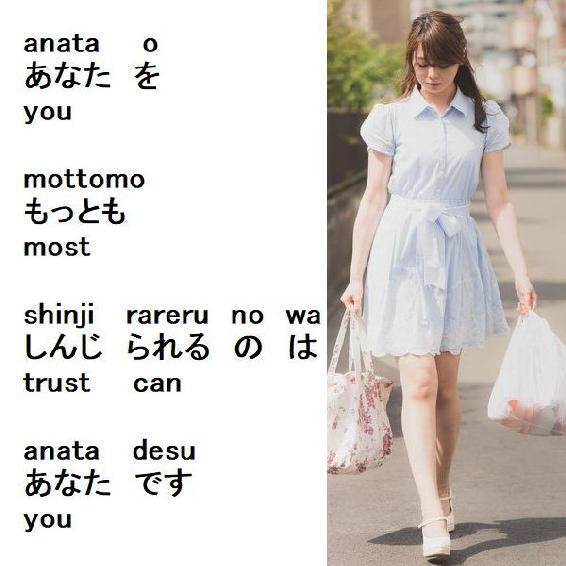 anata o
あなた を
you
mottomo
もっとも
most
shinji rareru no wa
しんじ られる の は
trust can
anata desu
あなた です
you